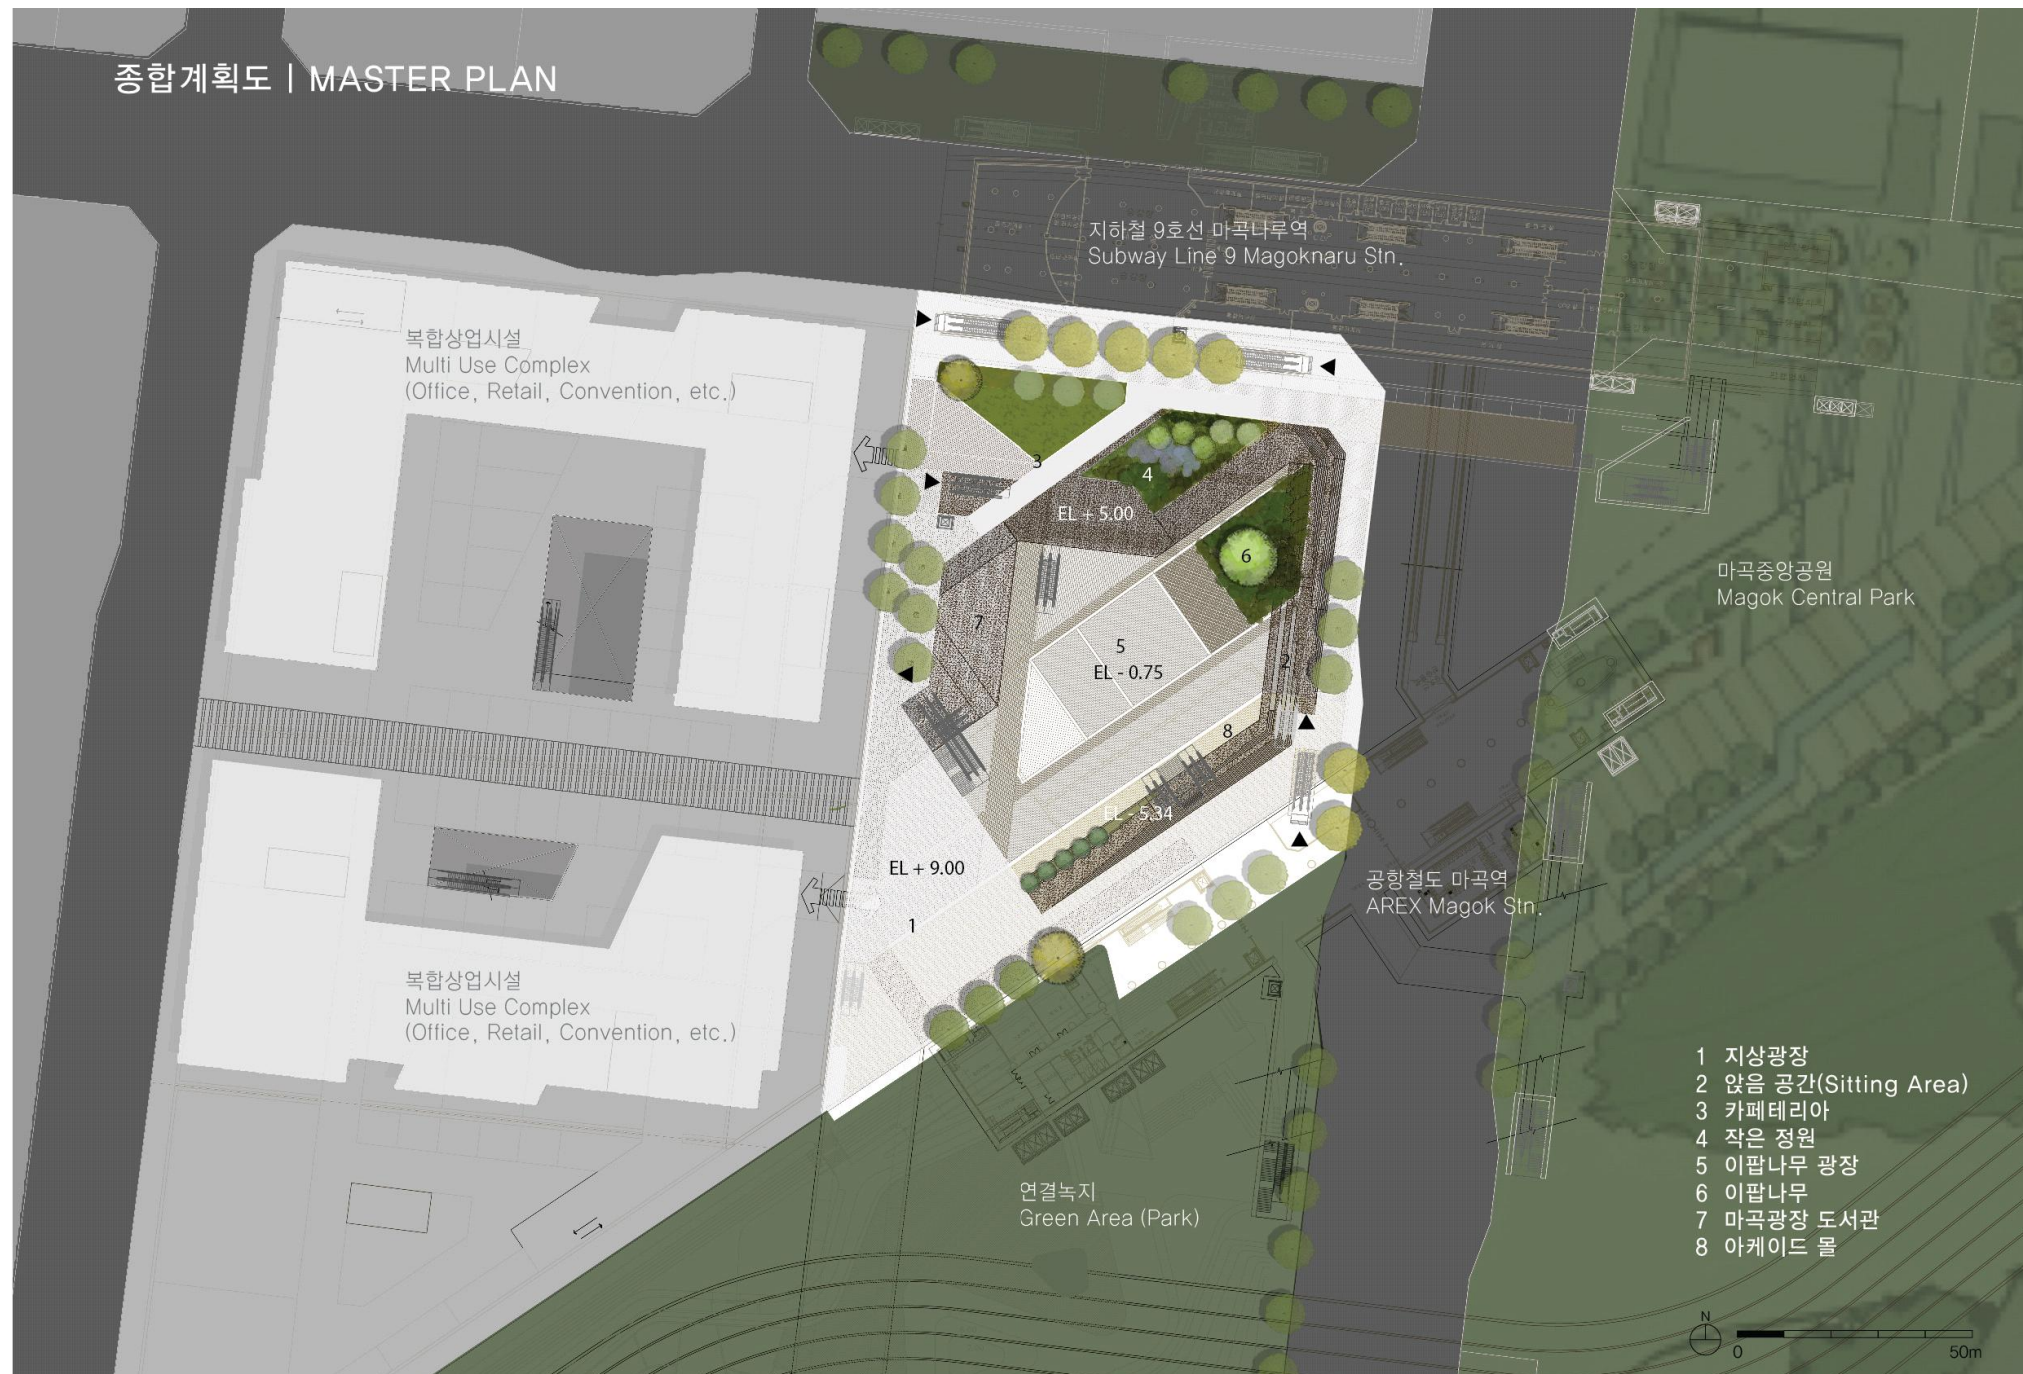 종합계획도 | MASTER PLAN
지하철 9호선 마곡나루역
Subway Line 9 Magoknaru Stn.
복합상업시설
Multi Use Complex
(Office, Retail, Convention, etc.)
3
4
EL + 5.00
6
마곡중앙공원
Magok Central Park
7
5
EL - 0.75
2
8
EL - 5.34
EL + 9.00
1
공항철도 마곡역
AREX Magok Stn.
복합상업시설
Multi Use Complex
(Office, Retail, Convention, etc.)
연결녹지
Green Area (Park)
1 지상광장
2 앉음 공간(Sitting Area)
3 카페테리아
4 작은 정원
5 이팝나무 광장
6 이팝나무
7 마곡광장 도서관
8 아케이드 몰
N
0 50m